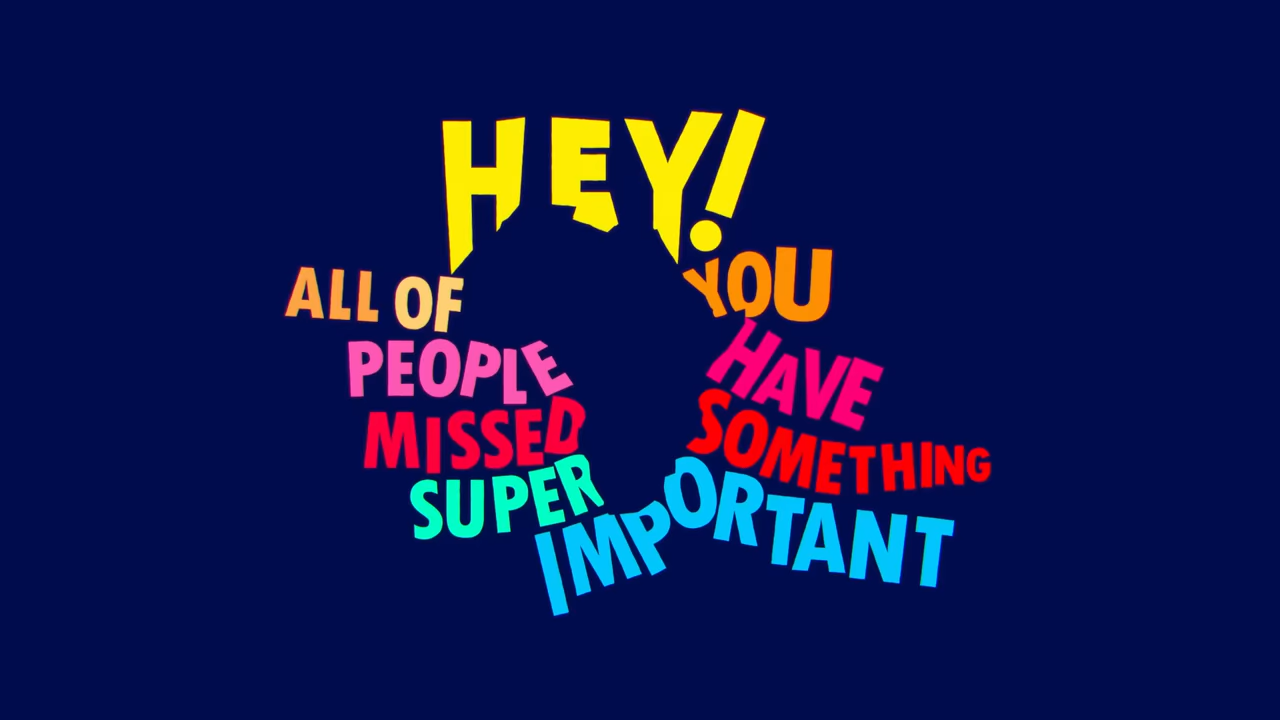 HEY!
ALL OF YOU
PEOPLE HAVE
MISSED SOMETHING
SUPER IMPORTANT